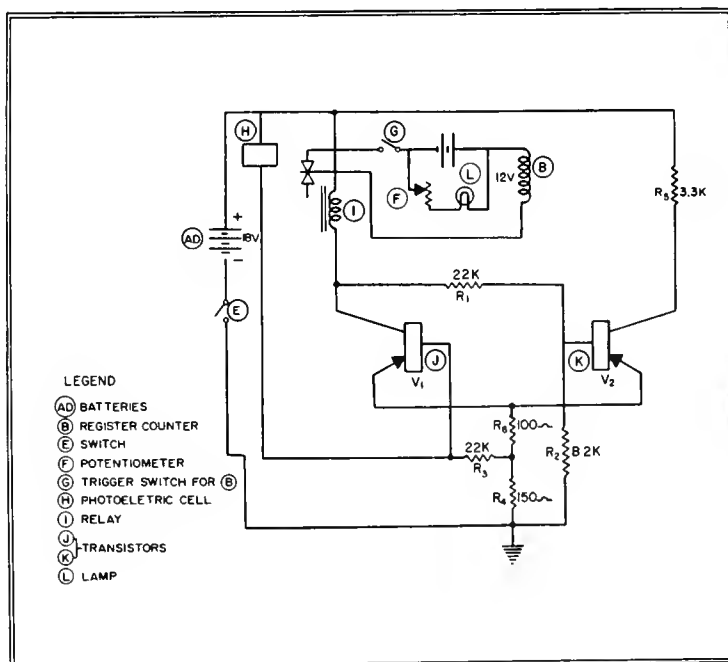 H
G
L
B
12V
F
I
R5 3.3K
+
AD 18V
−
22K
R1
E
J
V1
K
V2
R6 100
22K
R3
R2 8 2K
R4 150
LEGEND
AD BATTERIES
B REGISTER COUNTER
E SWITCH
F POTENTIOMETER
G TRIGGER SWITCH FOR B
H PHOTOELETRIC CELL
I RELAY
J
K TRANSISTORS
L LAMP